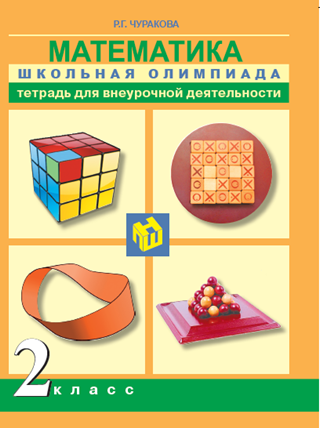 Р.Г. ЧУРАКОВА
МАТЕМАТИКА
ШКОЛЬНАЯ ОЛИМПИАДА
тетрадь для внеурочной деятельности
2 класс